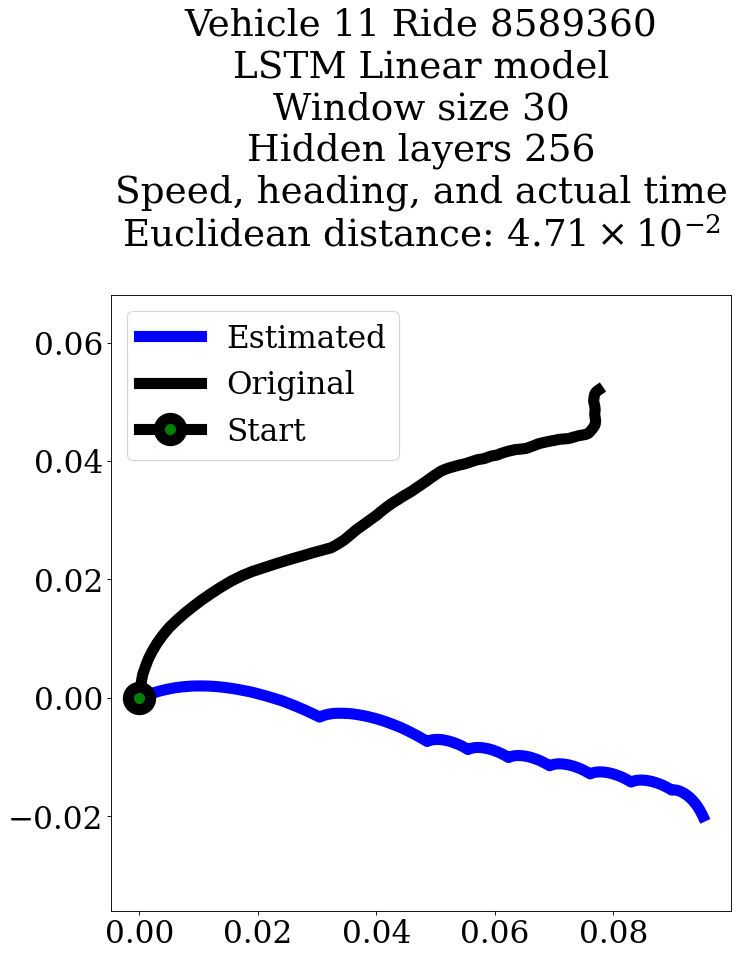 Vehicle 11 Ride 8589360
LSTM Linear model
Window size 30
Hidden layers 256
Speed, heading, and actual time
Euclidean distance: 4.71 × 10⁻²
Estimated
Original
Start
0.06
0.04
0.02
0.00
−0.02
0.00 0.02 0.04 0.06 0.08